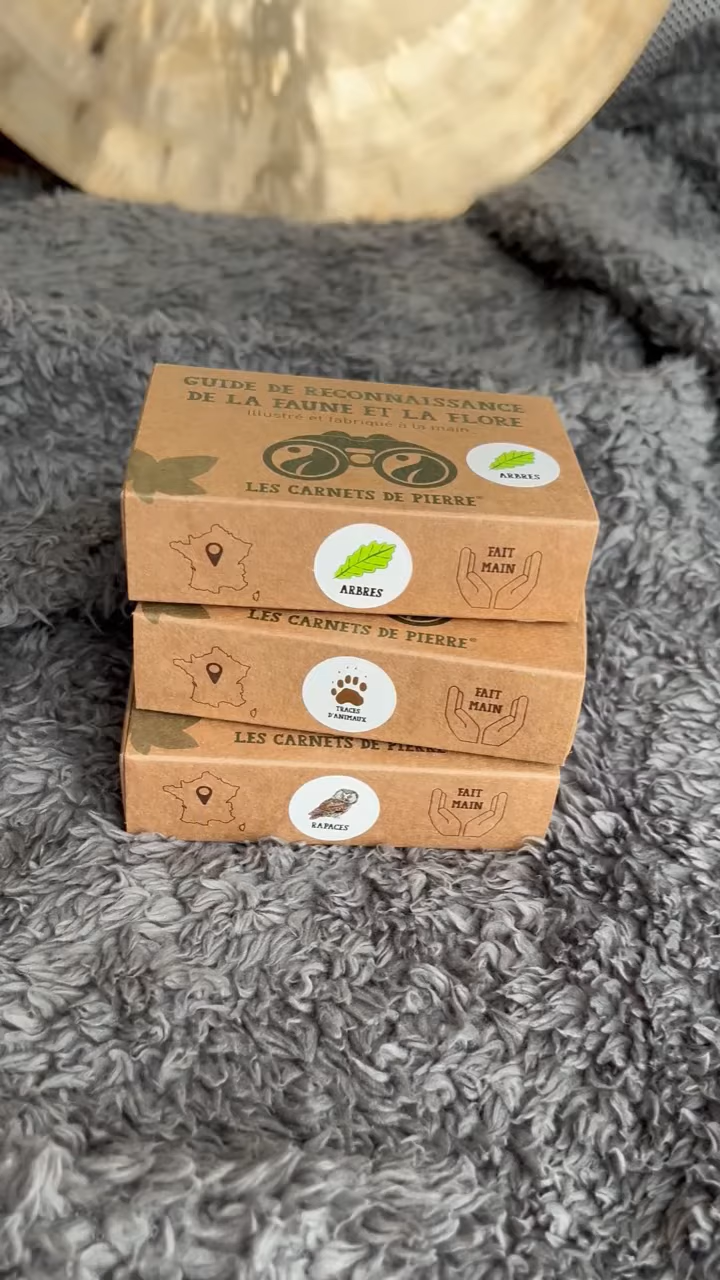 GUIDE DE RECONNAISSANCE
DE LA FAUNE ET LA FLORE
Illustré et fabriqué à la main
ARBRES
LES CARNETS DE PIERRE
ARBRES
FAIT
MAIN
LES CARNETS DE PIERRE
TRACES
D'ANIMAUX
FAIT
MAIN
LES CARNETS DE PIERRE
RAPACES
FAIT
MAIN